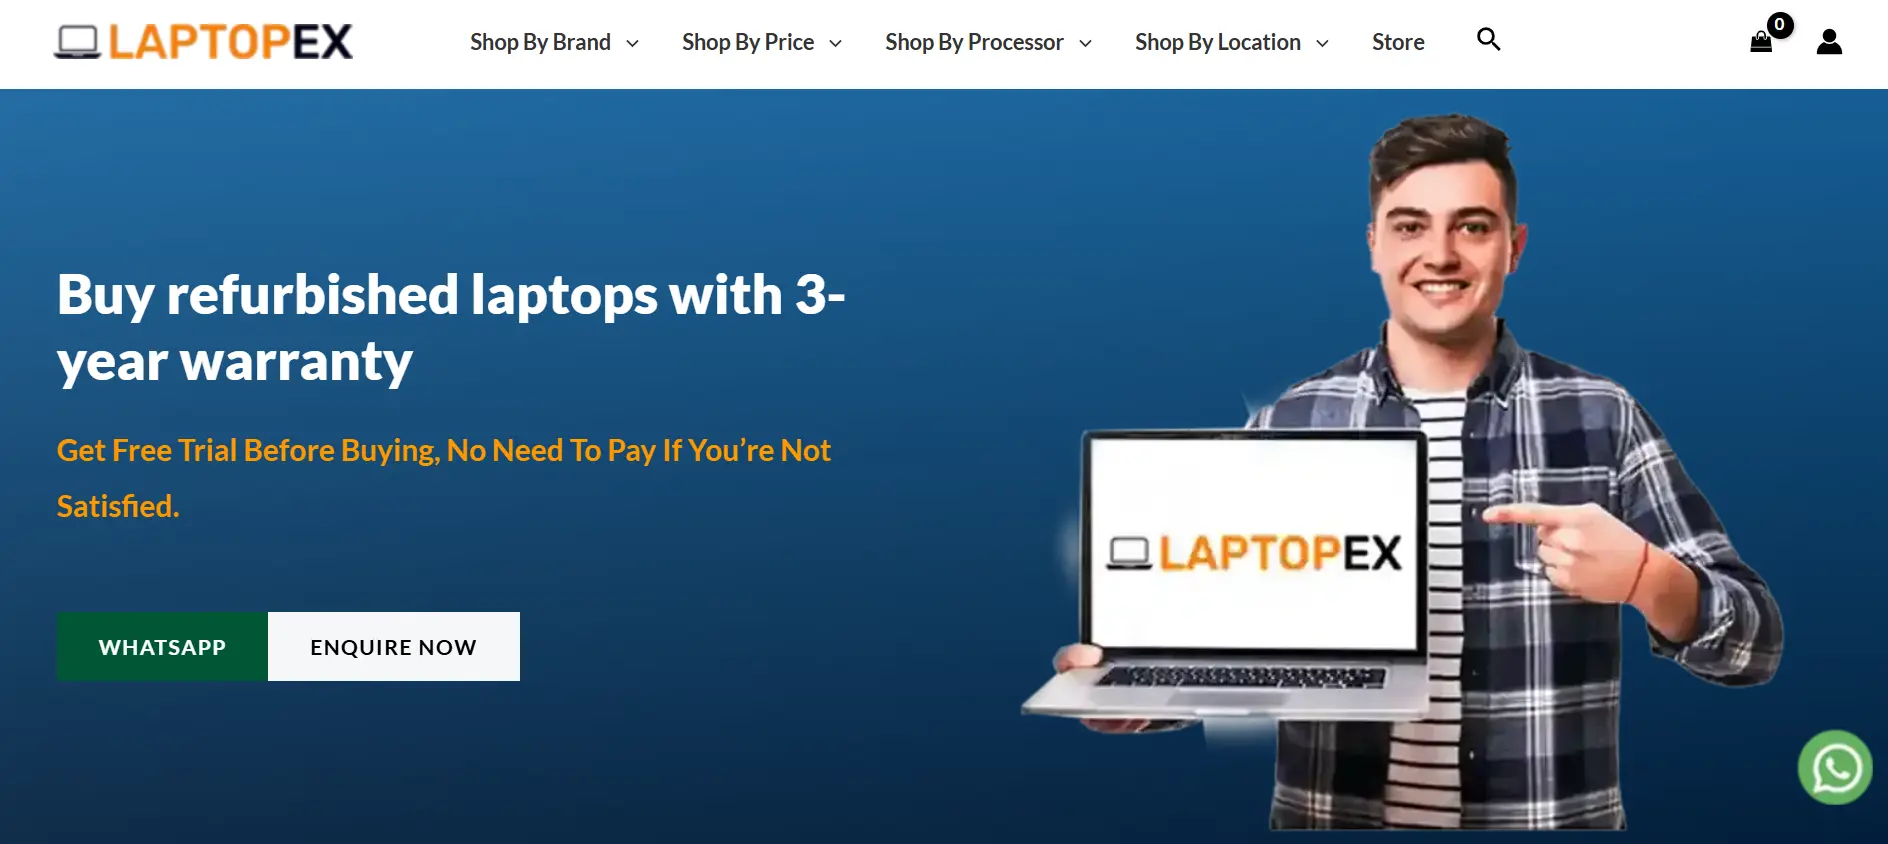 LAPTOPEX
Shop By Brand
Shop By Price
Shop By Processor
Shop By Location
Store
0
Buy refurbished laptops with 3-
year warranty
Get Free Trial Before Buying, No Need To Pay If You’re Not
Satisfied.
WHATSAPP
ENQUIRE NOW
LAPTOPEX